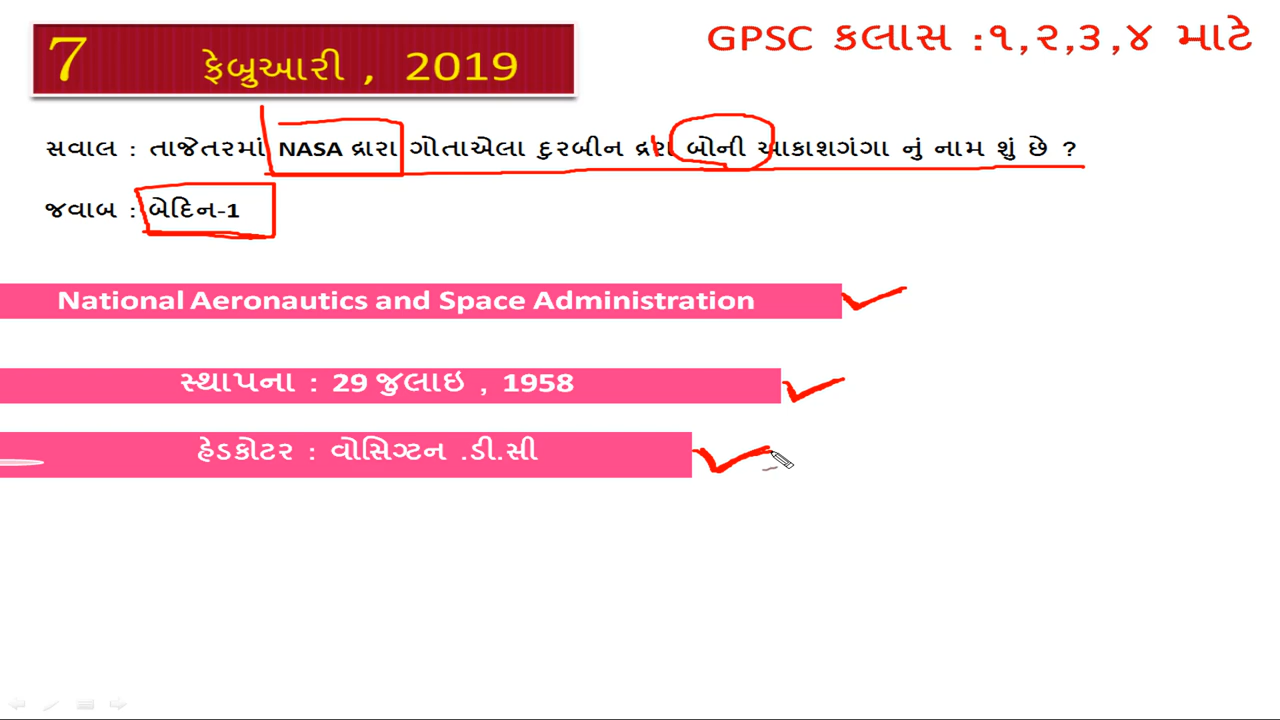 7 ફેબ્રુઆરી , 2019
GPSC કલાસ :૧,૨,૩,૪ માટે
સવાલ : તાજેતરમાં NASA દ્રારા ગોતાએલા દુરબીન દ્રરા બોની આકાશગંગા નું નામ શું છે ?
જવાબ : બેદિન-1
National Aeronautics and Space Administration
સ્થાપના : 29 જુલાઇ , 1958
હેડકોટર : વોસિગ્ટન .ડી.સી